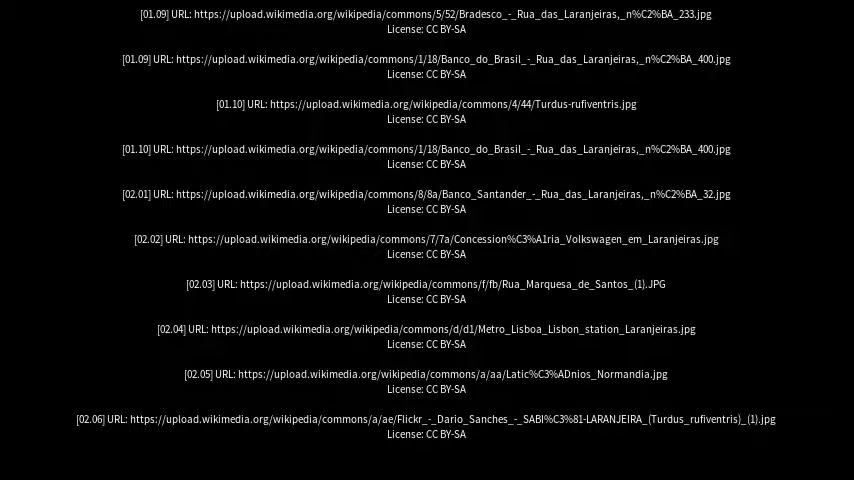 [01.09] URL: https://upload.wikimedia.org/wikipedia/commons/5/52/Bradesco_-_Rua_das_Laranjeiras,_n%C2%BA_233.jpg
License: CC BY-SA
[01.09] URL: https://upload.wikimedia.org/wikipedia/commons/1/18/Banco_do_Brasil_-_Rua_das_Laranjeiras,_n%C2%BA_400.jpg
License: CC BY-SA
[01.10] URL: https://upload.wikimedia.org/wikipedia/commons/4/44/Turdus-rufiventris.jpg
License: CC BY-SA
[01.10] URL: https://upload.wikimedia.org/wikipedia/commons/1/18/Banco_do_Brasil_-_Rua_das_Laranjeiras,_n%C2%BA_400.jpg
License: CC BY-SA
[02.01] URL: https://upload.wikimedia.org/wikipedia/commons/8/8a/Banco_Santander_-_Rua_das_Laranjeiras,_n%C2%BA_32.jpg
License: CC BY-SA
[02.02] URL: https://upload.wikimedia.org/wikipedia/commons/7/7a/Concession%C3%A1ria_Volkswagen_em_Laranjeiras.jpg
License: CC BY-SA
[02.03] URL: https://upload.wikimedia.org/wikipedia/commons/f/fb/Rua_Marquesa_de_Santos_(1).JPG
License: CC BY-SA
[02.04] URL: https://upload.wikimedia.org/wikipedia/commons/d/d1/Metro_Lisboa_Lisbon_station_Laranjeiras.jpg
License: CC BY-SA
[02.05] URL: https://upload.wikimedia.org/wikipedia/commons/a/aa/Latic%C3%ADnios_Normandia.jpg
License: CC BY-SA
[02.06] URL: https://upload.wikimedia.org/wikipedia/commons/a/ae/Flickr_-_Dario_Sanches_-_SABI%C3%81-LARANJEIRA_(Turdus_rufiventris)_(1).jpg
License: CC BY-SA